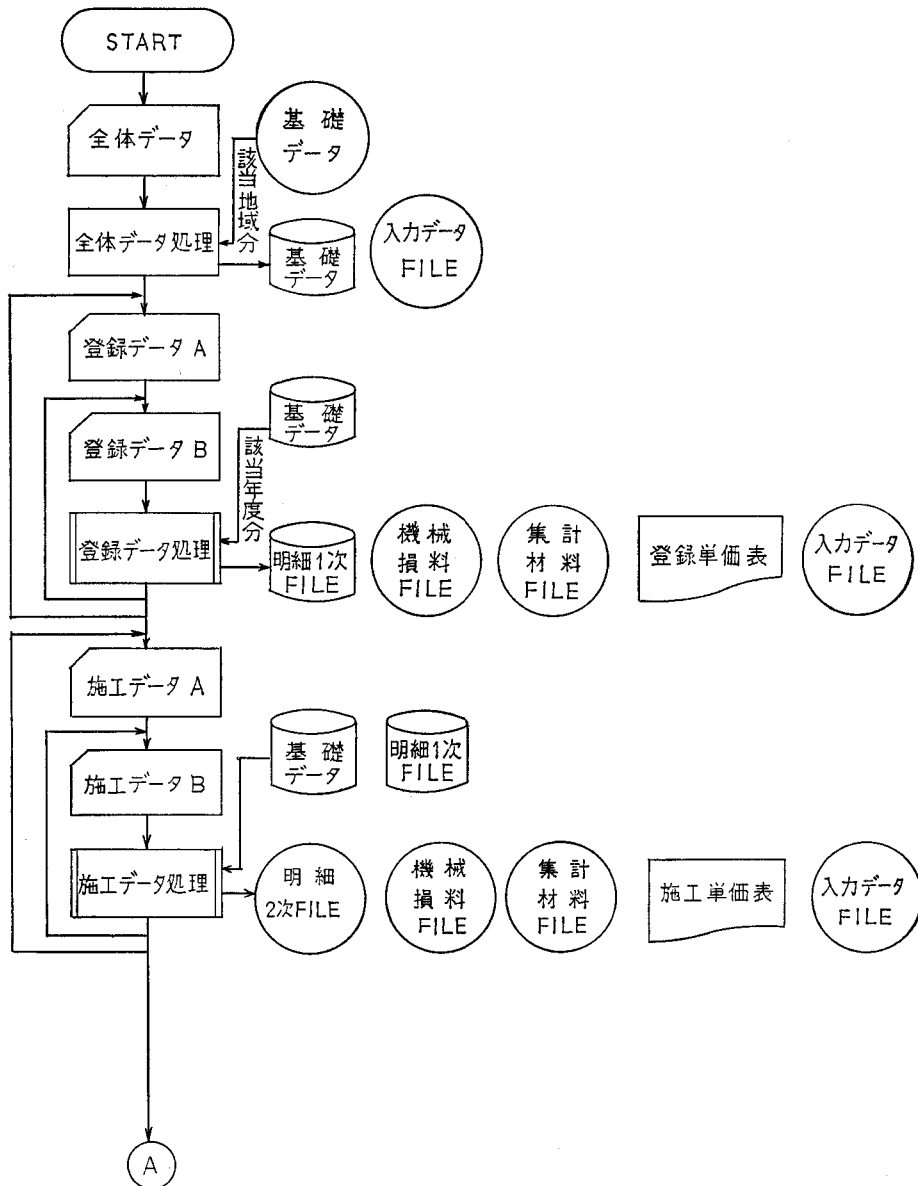 START
全体データ
基礎
データ
該当地域分
全体データ処理
基礎
データ
入力データ
FILE
登録データ A
登録データ B
基礎
データ
該当年度分
登録データ処理
明細1次
FILE
機械
損料
FILE
集計
材料
FILE
登録単価表
入力データ
FILE
施工データ A
施工データ B
基礎
データ
明細1次
FILE
施工データ処理
明細
2次FILE
機械
損料
FILE
集計
材料
FILE
施工単価表
入力データ
FILE
A